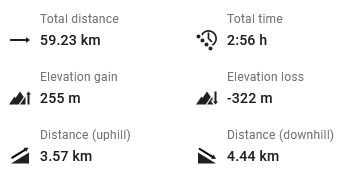 Total distance
59.23 km
Total time
2:56 h
Elevation gain
255 m
Elevation loss
-322 m
Distance (uphill)
3.57 km
Distance (downhill)
4.44 km